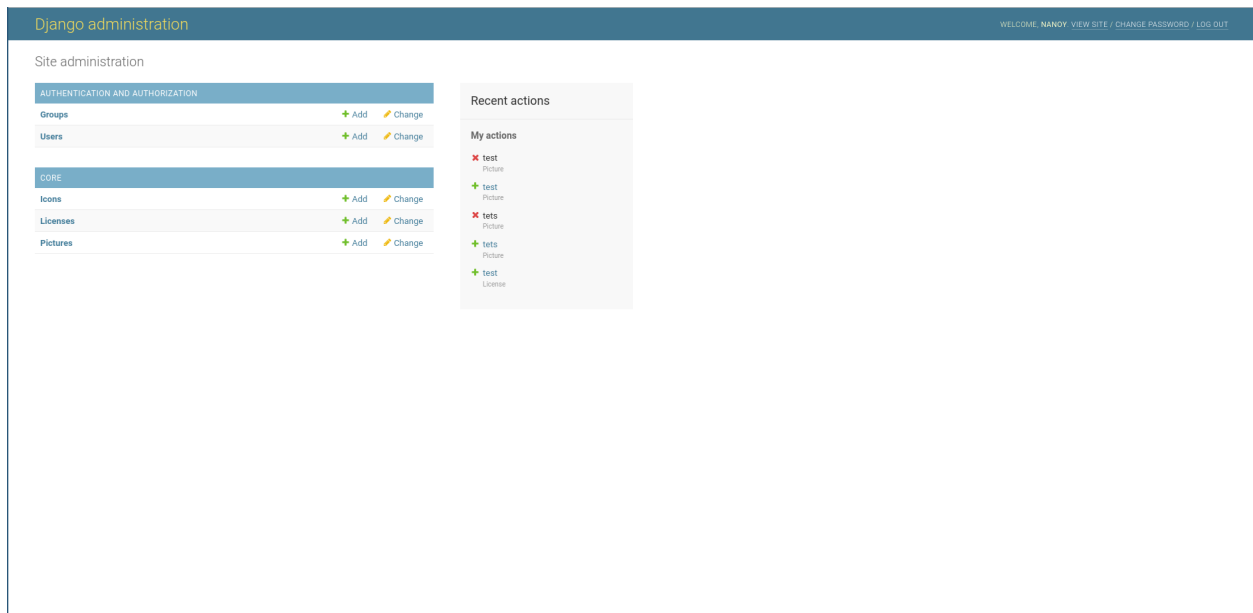 Django administration
WELCOME, NANOY. VIEW SITE / CHANGE PASSWORD / LOG OUT
Site administration
AUTHENTICATION AND AUTHORIZATION
Groups Add Change
Users Add Change
CORE
Icons Add Change
Licenses Add Change
Pictures Add Change
Recent actions
My actions
test
Picture
test
Picture
tets
Picture
tets
Picture
test
License